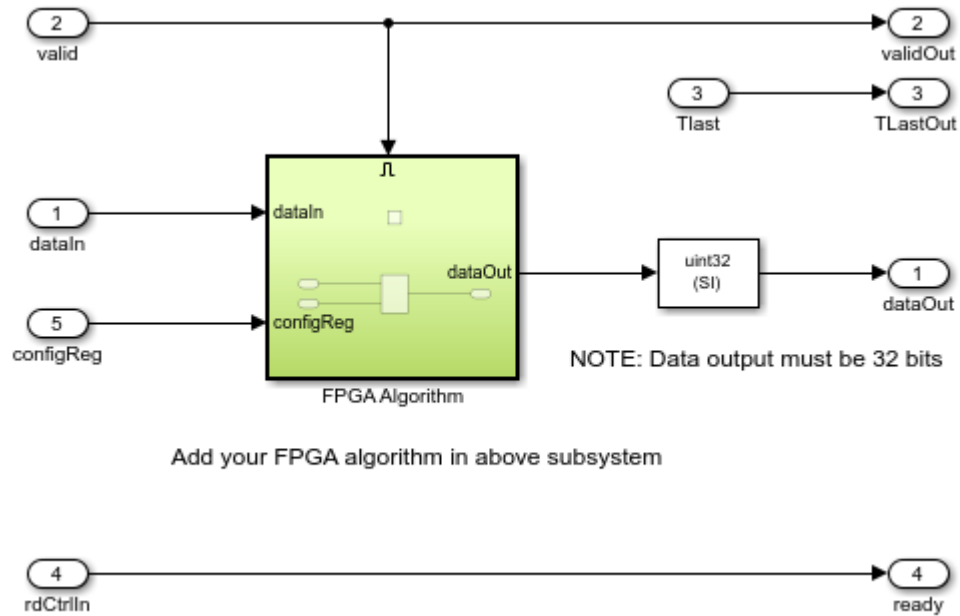 2
valid
2
validOut
3
Tlast
3
TLastOut
1
dataIn
dataIn
dataOut
uint32
(SI)
1
dataOut
5
configReg
configReg
NOTE: Data output must be 32 bits
FPGA Algorithm
Add your FPGA algorithm in above subsystem
4
rdCtrlIn
4
ready